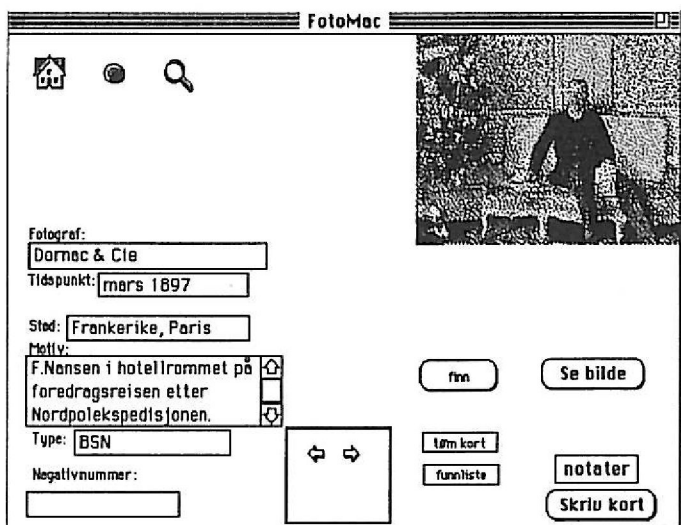 FotoMac
Fotograf:
Dornac & Cie
Tidspunkt: mars 1897
Sted: Frankerike, Paris
Motiv:
F.Nansen i hotellrommet på
foredragsreisen etter
Nordpolekspedisjonen.
Type: BSN
Negativnummer:
finn
Se bilde
tøm kort
funnliste
notater
Skriv kort